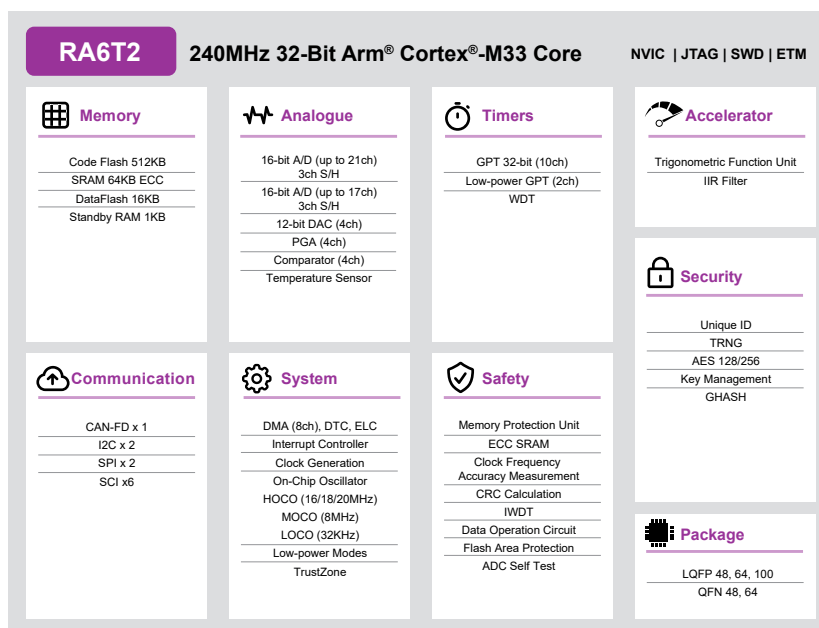 RA6T2
240MHz 32-Bit Arm® Cortex®-M33 Core
NVIC | JTAG | SWD | ETM
Memory
Code Flash 512KB
SRAM 64KB ECC
DataFlash 16KB
Standby RAM 1KB
Analogue
16-bit A/D (up to 21ch)
3ch S/H
16-bit A/D (up to 17ch)
3ch S/H
12-bit DAC (4ch)
PGA (4ch)
Comparator (4ch)
Temperature Sensor
Timers
GPT 32-bit (10ch)
Low-power GPT (2ch)
WDT
Accelerator
Trigonometric Function Unit
IIR Filter
Security
Unique ID
TRNG
AES 128/256
Key Management
GHASH
Communication
CAN-FD x 1
I2C x 2
SPI x 2
SCI x6
System
DMA (8ch), DTC, ELC
Interrupt Controller
Clock Generation
On-Chip Oscillator
HOCO (16/18/20MHz)
MOCO (8MHz)
LOCO (32KHz)
Low-power Modes
TrustZone
Safety
Memory Protection Unit
ECC SRAM
Clock Frequency
Accuracy Measurement
CRC Calculation
IWDT
Data Operation Circuit
Flash Area Protection
ADC Self Test
Package
LQFP 48, 64, 100
QFN 48, 64